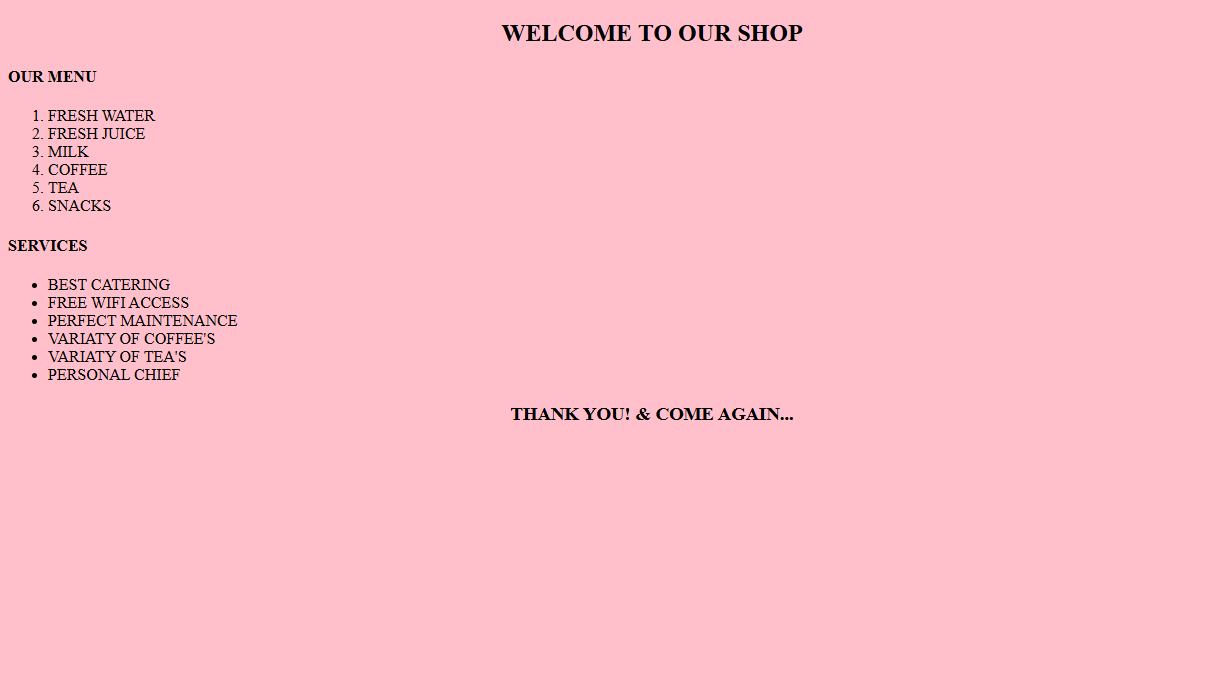 WELCOME TO OUR SHOP
OUR MENU
1. FRESH WATER
2. FRESH JUICE
3. MILK
4. COFFEE
5. TEA
6. SNACKS
SERVICES
• BEST CATERING
• FREE WIFI ACCESS
• PERFECT MAINTENANCE
• VARIATY OF COFFEE'S
• VARIATY OF TEA'S
• PERSONAL CHIEF
THANK YOU! & COME AGAIN...